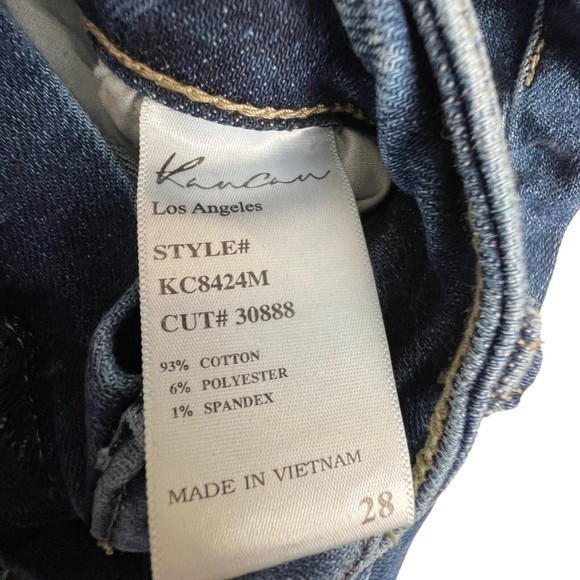 Kancan
Los Angeles
STYLE#
KC8424M
CUT# 30888
93% COTTON
6% POLYESTER
1% SPANDEX
MADE IN VIETNAM
28